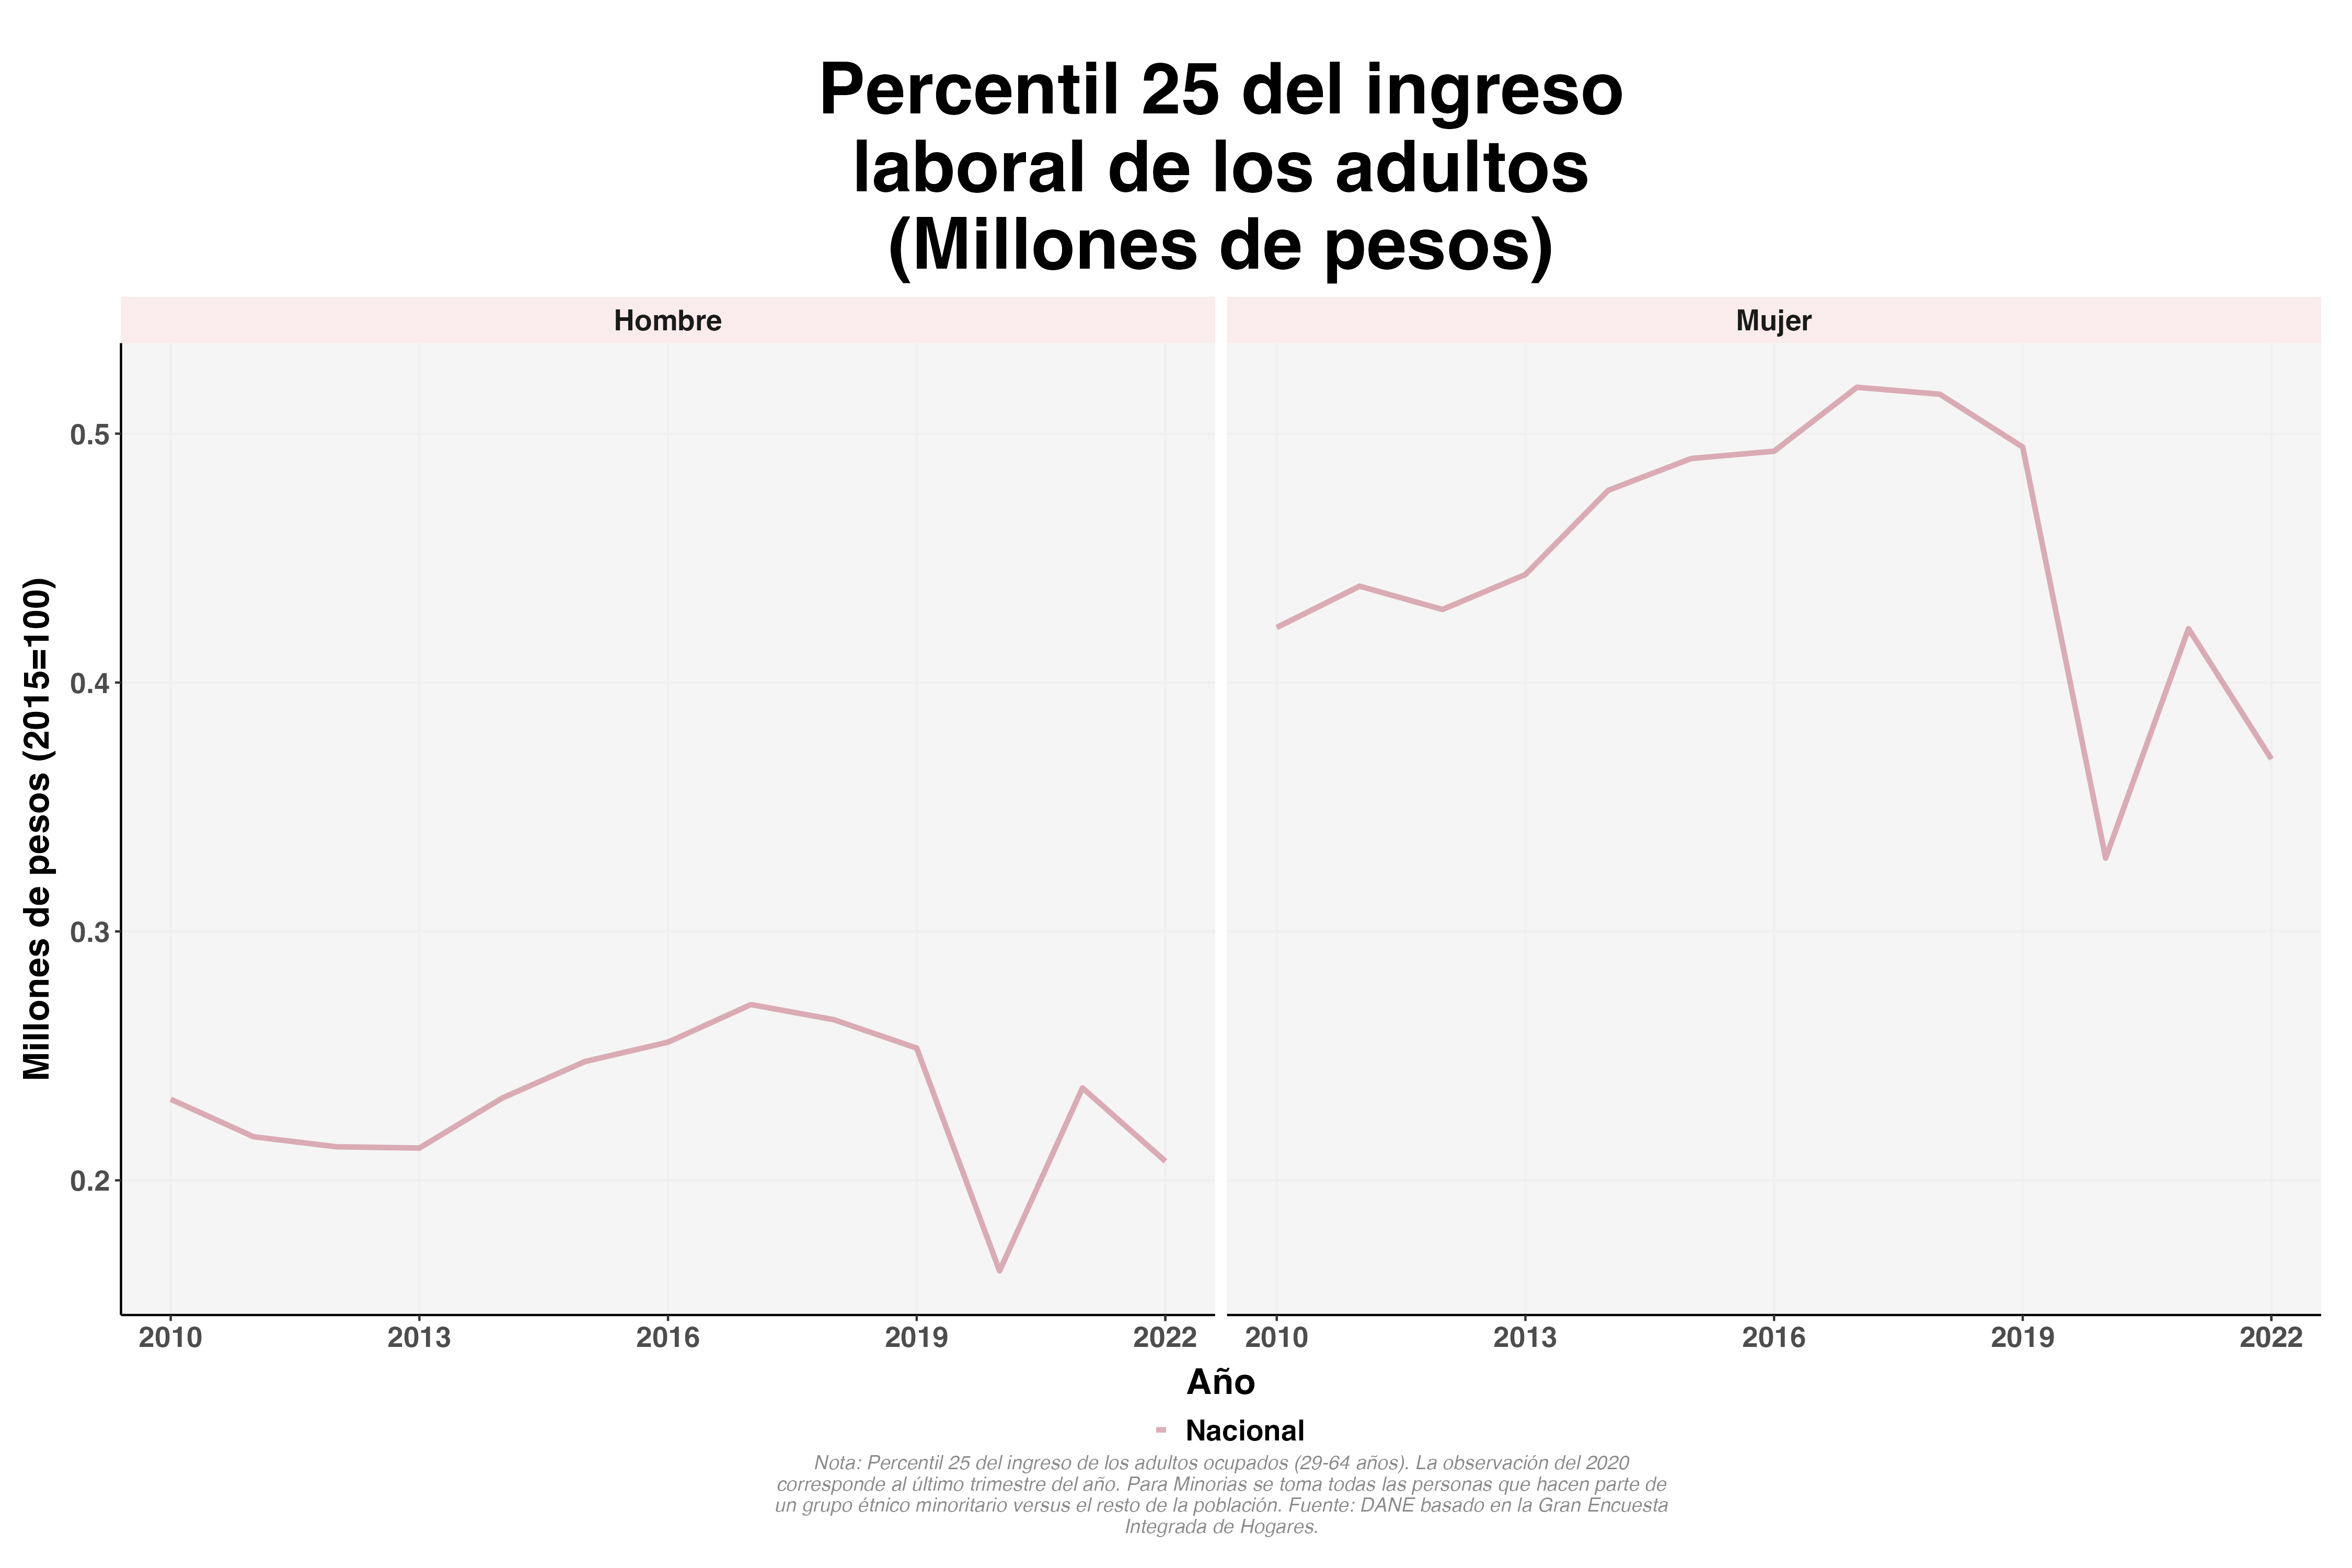 Percentil 25 del ingreso
laboral de los adultos
(Millones de pesos)
Hombre
Mujer
Millones de pesos (2015=100)
0.5
0.4
0.3
0.2
2010 2013 2016 2019 2022
2010 2013 2016 2019 2022
Año
Nacional
Nota: Percentil 25 del ingreso de los adultos ocupados (29-64 años). La observación del 2020
corresponde al último trimestre del año. Para Minorias se toma todas las personas que hacen parte de
un grupo étnico minoritario versus el resto de la población. Fuente: DANE basado en la Gran Encuesta
Integrada de Hogares.